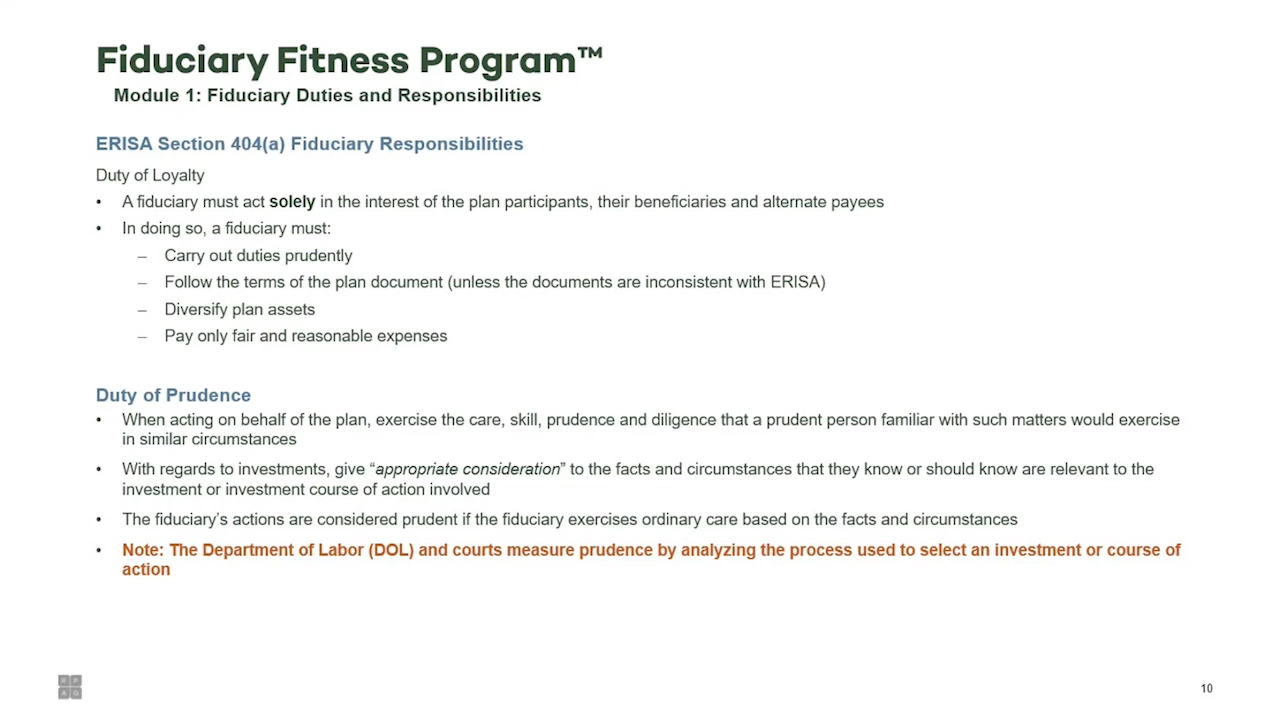 Fiduciary Fitness Program™
Module 1: Fiduciary Duties and Responsibilities
ERISA Section 404(a) Fiduciary Responsibilities
Duty of Loyalty
• A fiduciary must act solely in the interest of the plan participants, their beneficiaries and alternate payees
• In doing so, a fiduciary must:
– Carry out duties prudently
– Follow the terms of the plan document (unless the documents are inconsistent with ERISA)
– Diversify plan assets
– Pay only fair and reasonable expenses
Duty of Prudence
• When acting on behalf of the plan, exercise the care, skill, prudence and diligence that a prudent person familiar with such matters would exercise
in similar circumstances
• With regards to investments, give “appropriate consideration” to the facts and circumstances that they know or should know are relevant to the
investment or investment course of action involved
• The fiduciary’s actions are considered prudent if the fiduciary exercises ordinary care based on the facts and circumstances
• Note: The Department of Labor (DOL) and courts measure prudence by analyzing the process used to select an investment or course of
action
R P
A G
10